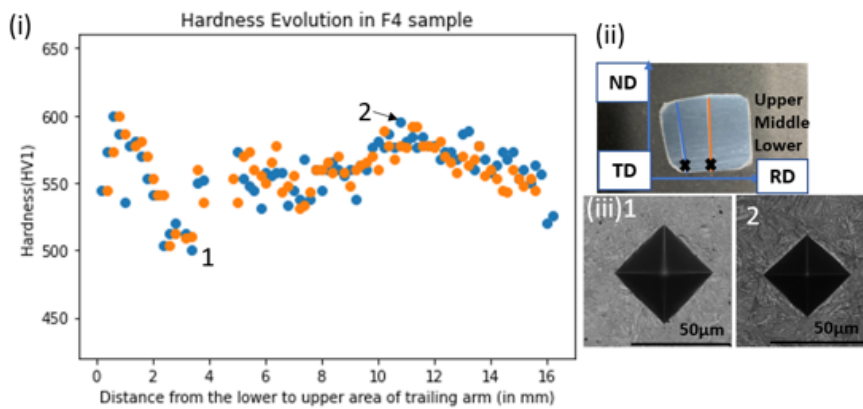 (i)
Hardness Evolution in F4 sample
Hardness(HV1)
650
600
550
500
450
0
2
4
6
8
10
12
14
16
Distance from the lower to upper area of trailing arm (in mm)
1
2
(ii)
ND
TD
RD
Upper
Middle
Lower
(iii)
1
50μm
2
50μm